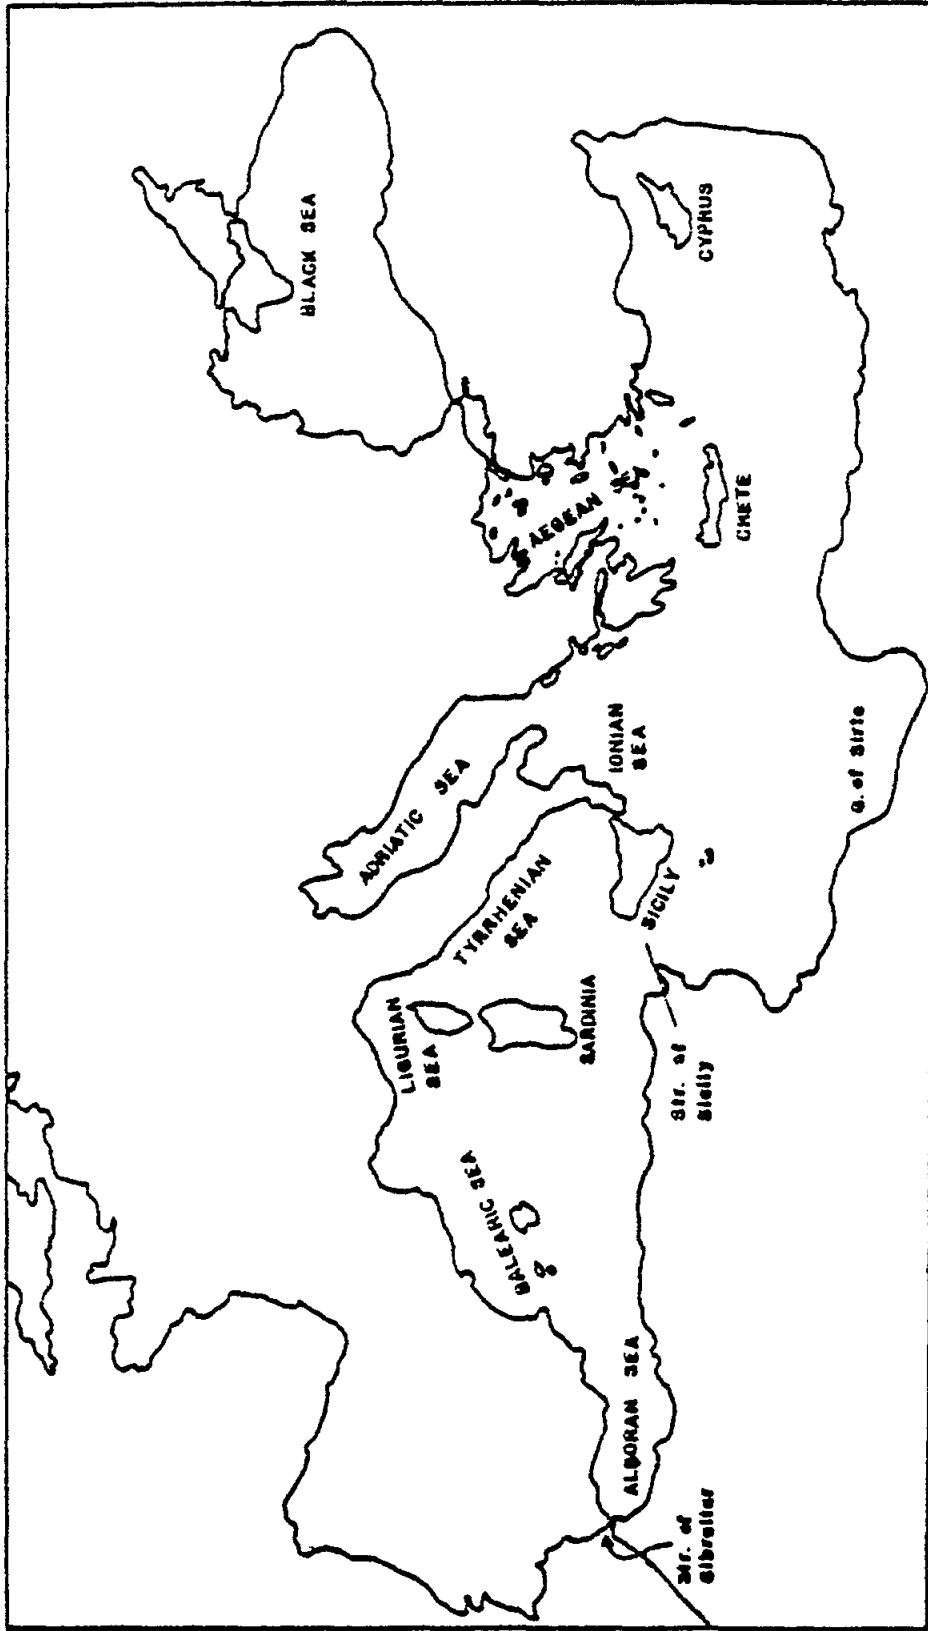 BLACK SEA
CYPRUS
AEGEAN
CRETE
ADRIATIC SEA
IONIAN
SEA
G. of Sirte
TYRRHENIAN
SEA
SICILY
LIGURIAN
SEA
SARDINIA
Str. of
Sicily
BALEARIC SEA
ALBORAN SEA
Str. of
Gibraltar